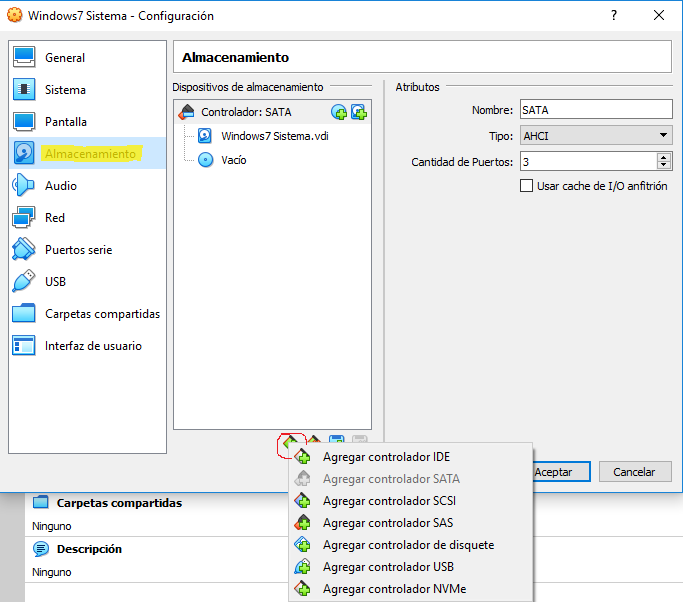 Windows7 Sistema - Configuración
?
General
Sistema
Pantalla
Almacenamiento
Audio
Red
Puertos serie
USB
Carpetas compartidas
Interfaz de usuario
Almacenamiento
Dispositivos de almacenamiento
Controlador: SATA
Windows7 Sistema.vdi
Vacío
Atributos
Nombre: SATA
Tipo: AHCI
Cantidad de Puertos: 3
Usar cache de I/O anfitrión
Agregar controlador IDE
Agregar controlador SATA
Agregar controlador SCSI
Agregar controlador SAS
Agregar controlador de disquete
Agregar controlador USB
Agregar controlador NVMe
Aceptar
Cancelar
Carpetas compartidas
Ninguno
Descripción
Ninguno